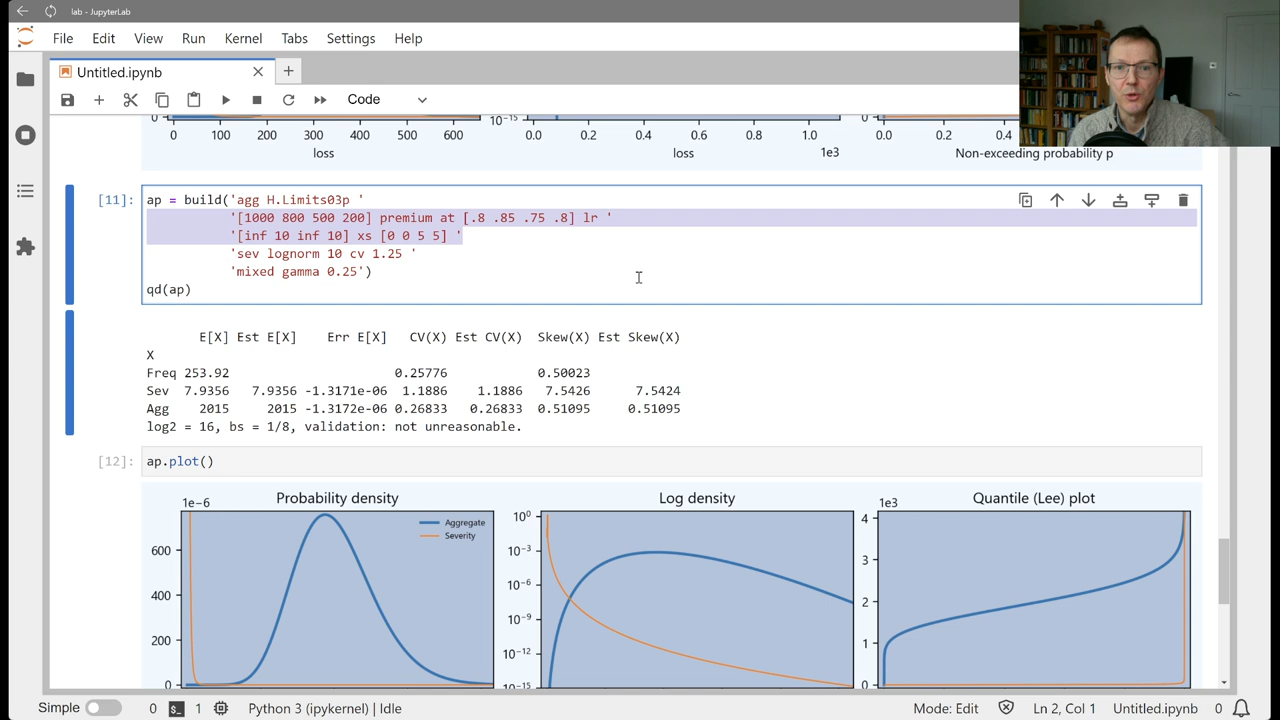 lab - JupyterLab
File Edit View Run Kernel Tabs Settings Help
Untitled.ipynb
Code
0 0 100 200 300 400 500 600
loss
10⁻¹⁵ 0.0 0.2 0.4 0.6 0.8 1.0
loss 1e3
0 0.0 0.2 0.4
Non-exceeding probability p
[11]: ap = build('agg H.Limits03p '
'[1000 800 500 200] premium at [.8 .85 .75 .8] lr '
'[inf 10 inf 10] xs [0 0 5 5] '
'sev lognorm 10 cv 1.25 '
'mixed gamma 0.25')
qd(ap)
E[X] Est E[X] Err E[X] CV(X) Est CV(X) Skew(X) Est Skew(X)
X
Freq 253.92 0.25776 0.50023
Sev 7.9356 7.9356 -1.3171e-06 1.1886 1.1886 7.5426 7.5424
Agg 2015 2015 -1.3172e-06 0.26833 0.26833 0.51095 0.51095
log2 = 16, bs = 1/8, validation: not unreasonable.
[12]: ap.plot()
Probability density
1e−6
Aggregate
Severity
600
400
200
0
Log density
10⁰
10⁻³
10⁻⁶
10⁻⁹
10⁻¹²
10⁻¹⁵
Quantile (Lee) plot
1e3
4
3
2
1
0
Simple 0 1 Python 3 (ipykernel) | Idle Mode: Edit Ln 2, Col 1 Untitled.ipynb 0